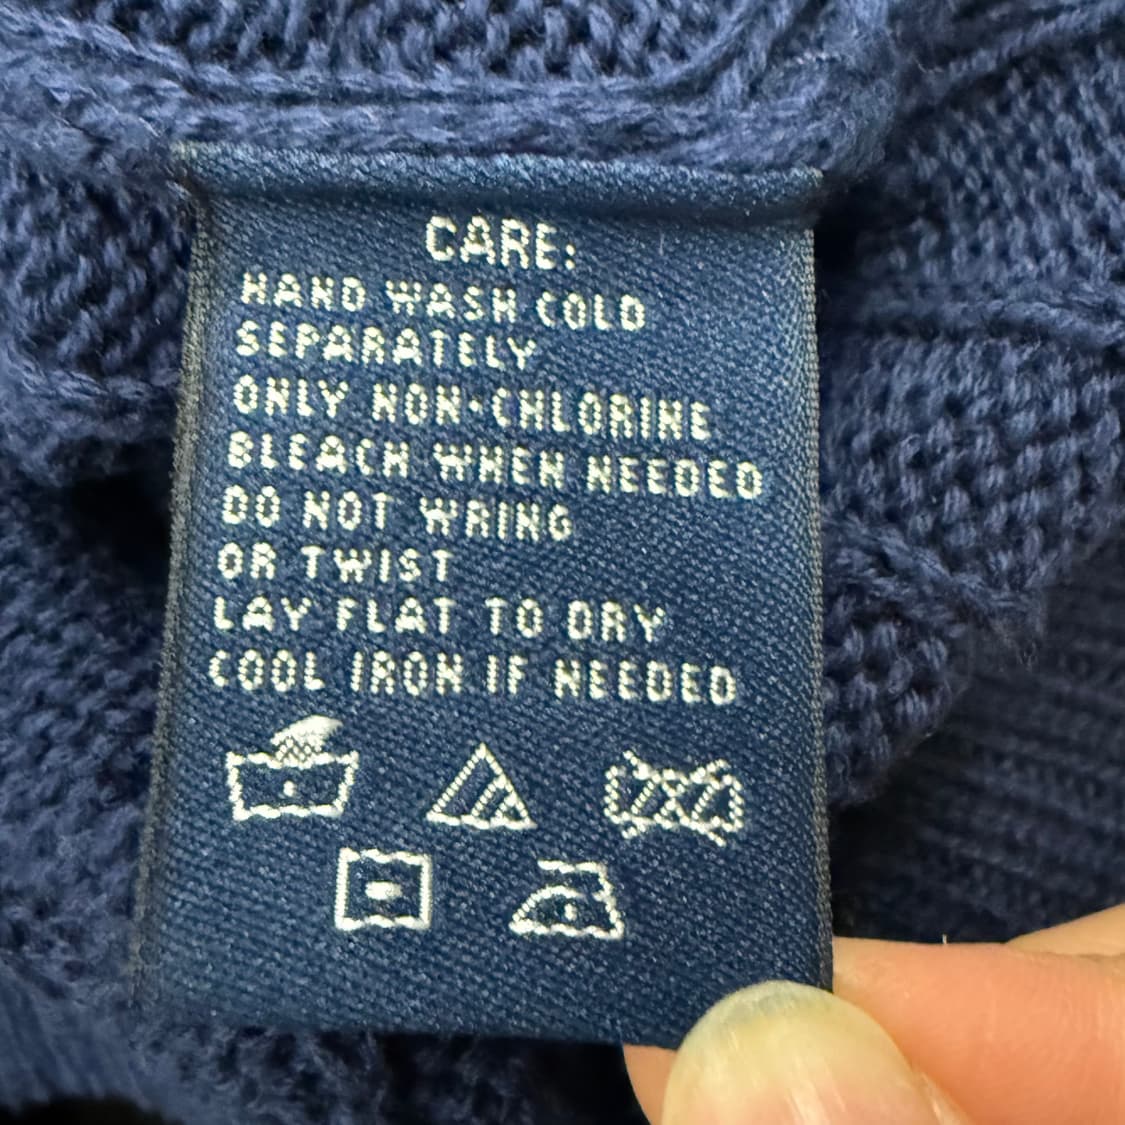 CARE:
HAND WASH COLD
SEPARATELY
ONLY NON-CHLORINE
BLEACH WHEN NEEDED
DO NOT WRING
OR TWIST
LAY FLAT TO DRY
COOL IRON IF NEEDED